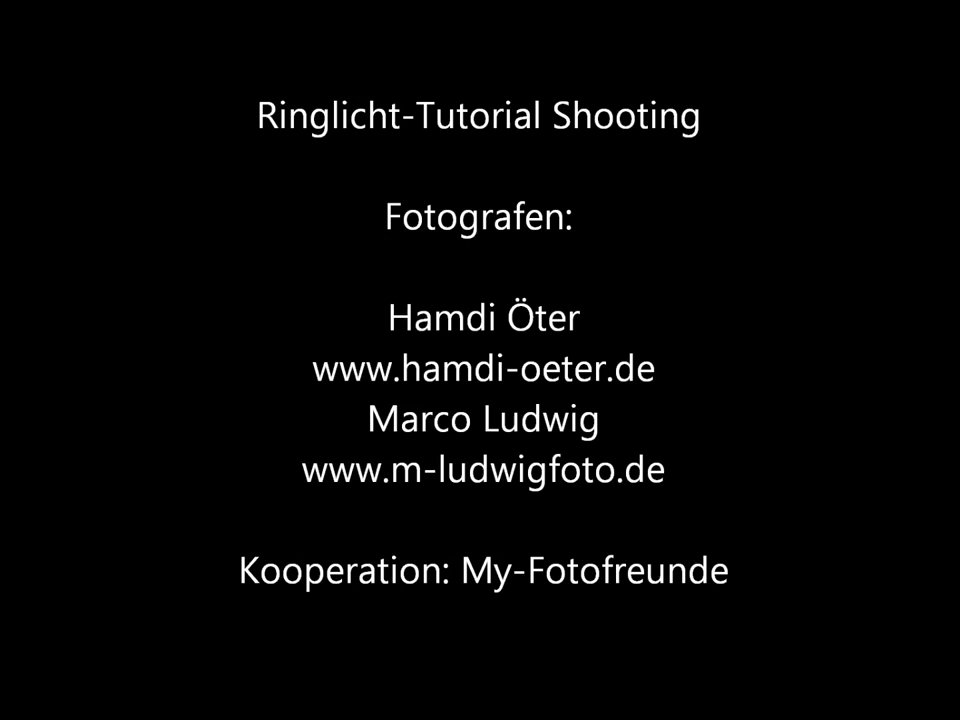 Ringlicht-Tutorial Shooting
Fotografen:
Hamdi Öter
www.hamdi-oeter.de
Marco Ludwig
www.m-ludwigfoto.de
Kooperation: My-Fotofreunde